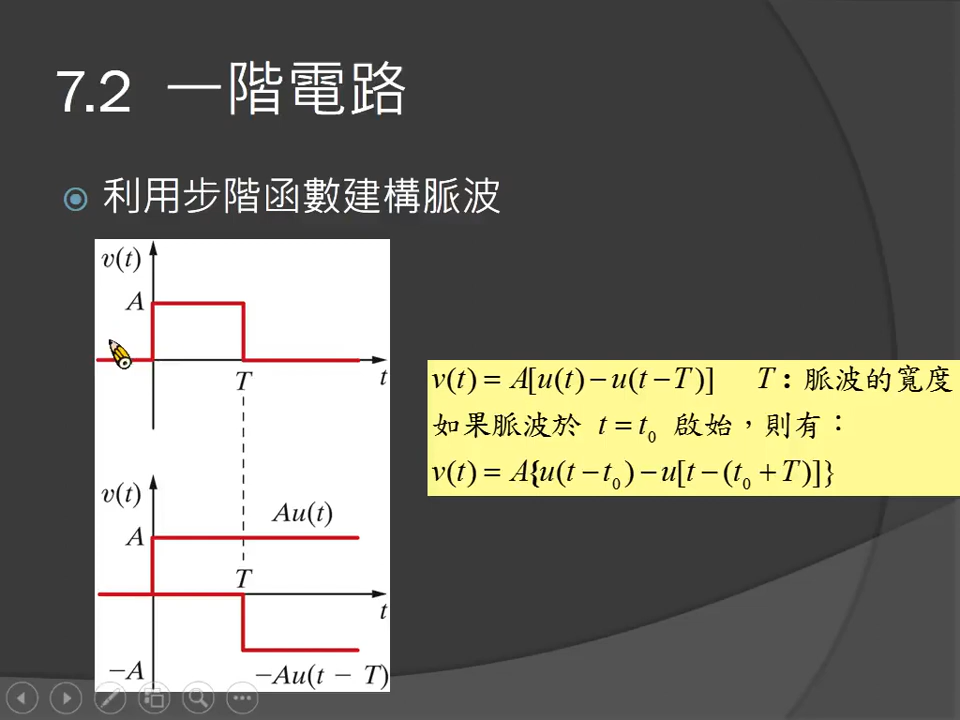 7.2 一階電路
利用步階函數建構脈波
v(t)
A
T
t
v(t)
A
Au(t)
T
t
−A
−Au(t − T)
v(t) = A[u(t) − u(t − T)] T：脈波的寬度
如果脈波於 t = t₀ 啟始，則有：
v(t) = A{u(t − t₀) − u[t − (t₀ + T)]}